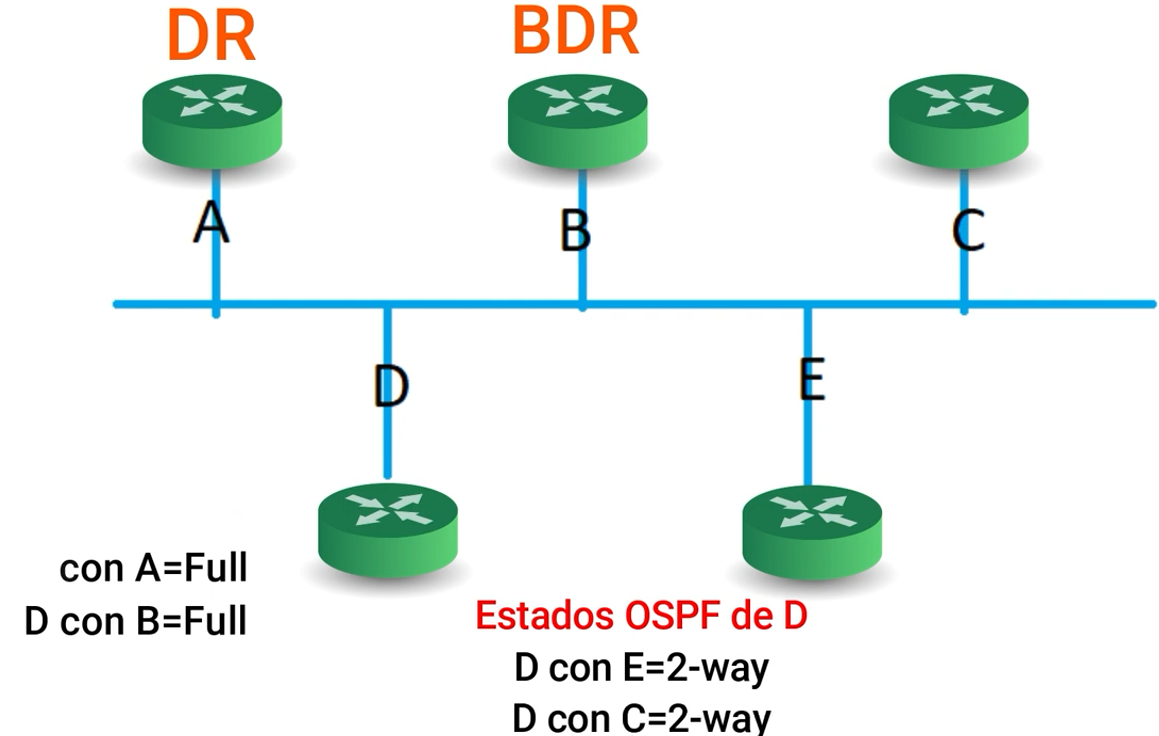 DR
BDR
A
B
C
D
E
con A=Full
D con B=Full
Estados OSPF de D
D con E=2-way
D con C=2-way